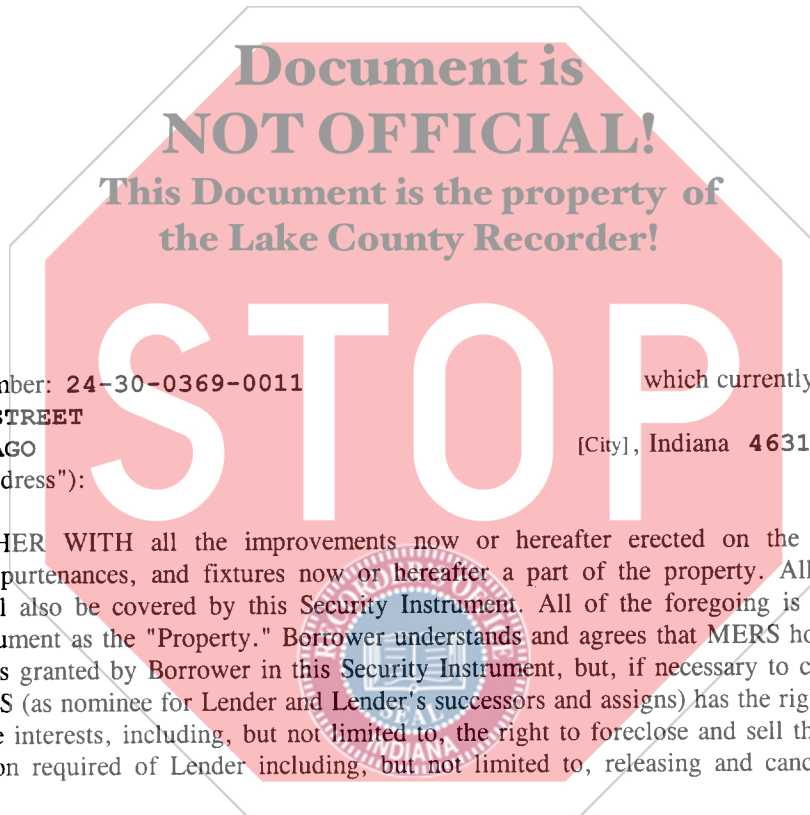 Document is
NOT OFFICIAL!
This Document is the property of
the Lake County Recorder!
STOP
mber: 24-30-0369-0011 which currently
STREET
AGO [City], Indiana 4631
dress"):
HER WITH all the improvements now or hereafter erected on the
purtenances, and fixtures now or hereafter a part of the property. All
l also be covered by this Security Instrument. All of the foregoing is
ument as the "Property." Borrower understands and agrees that MERS ho
s granted by Borrower in this Security Instrument, but, if necessary to c
S (as nominee for Lender and Lender's successors and assigns) has the rig
e interests, including, but not limited to, the right to foreclose and sell th
on required of Lender including, but not limited to, releasing and canc
SEAL
INDIANA